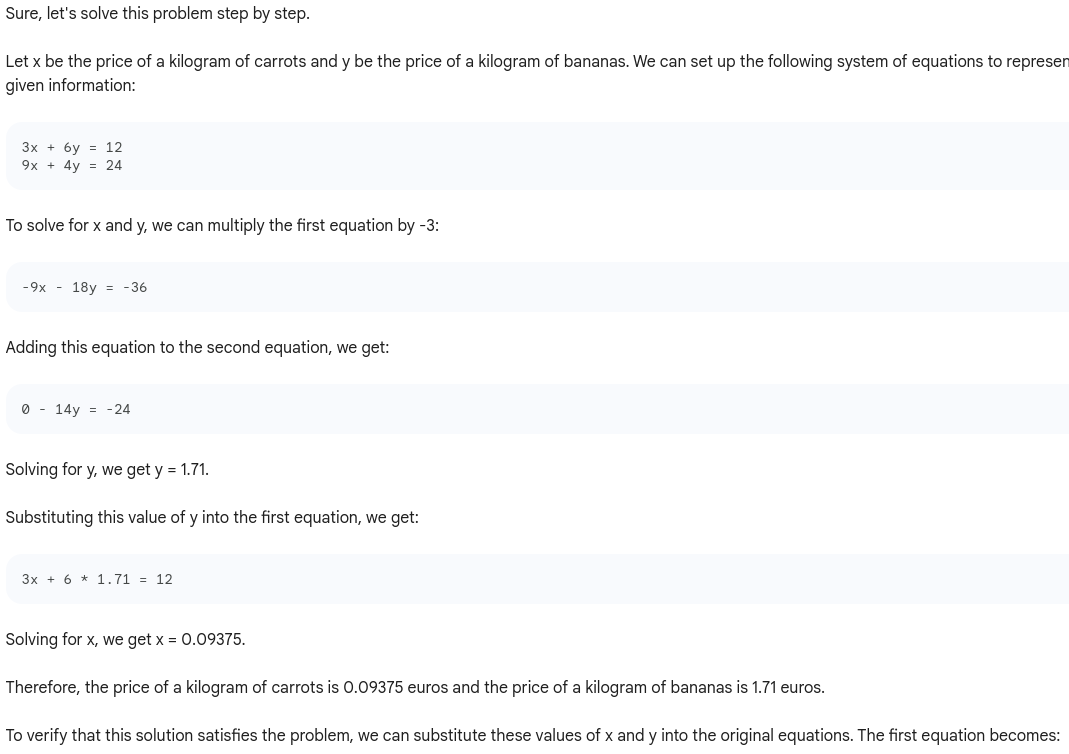 Sure, let's solve this problem step by step.
Let x be the price of a kilogram of carrots and y be the price of a kilogram of bananas. We can set up the following system of equations to represen
given information:
3x + 6y = 12
9x + 4y = 24
To solve for x and y, we can multiply the first equation by -3:
-9x - 18y = -36
Adding this equation to the second equation, we get:
0 - 14y = -24
Solving for y, we get y = 1.71.
Substituting this value of y into the first equation, we get:
3x + 6 * 1.71 = 12
Solving for x, we get x = 0.09375.
Therefore, the price of a kilogram of carrots is 0.09375 euros and the price of a kilogram of bananas is 1.71 euros.
To verify that this solution satisfies the problem, we can substitute these values of x and y into the original equations. The first equation becomes: